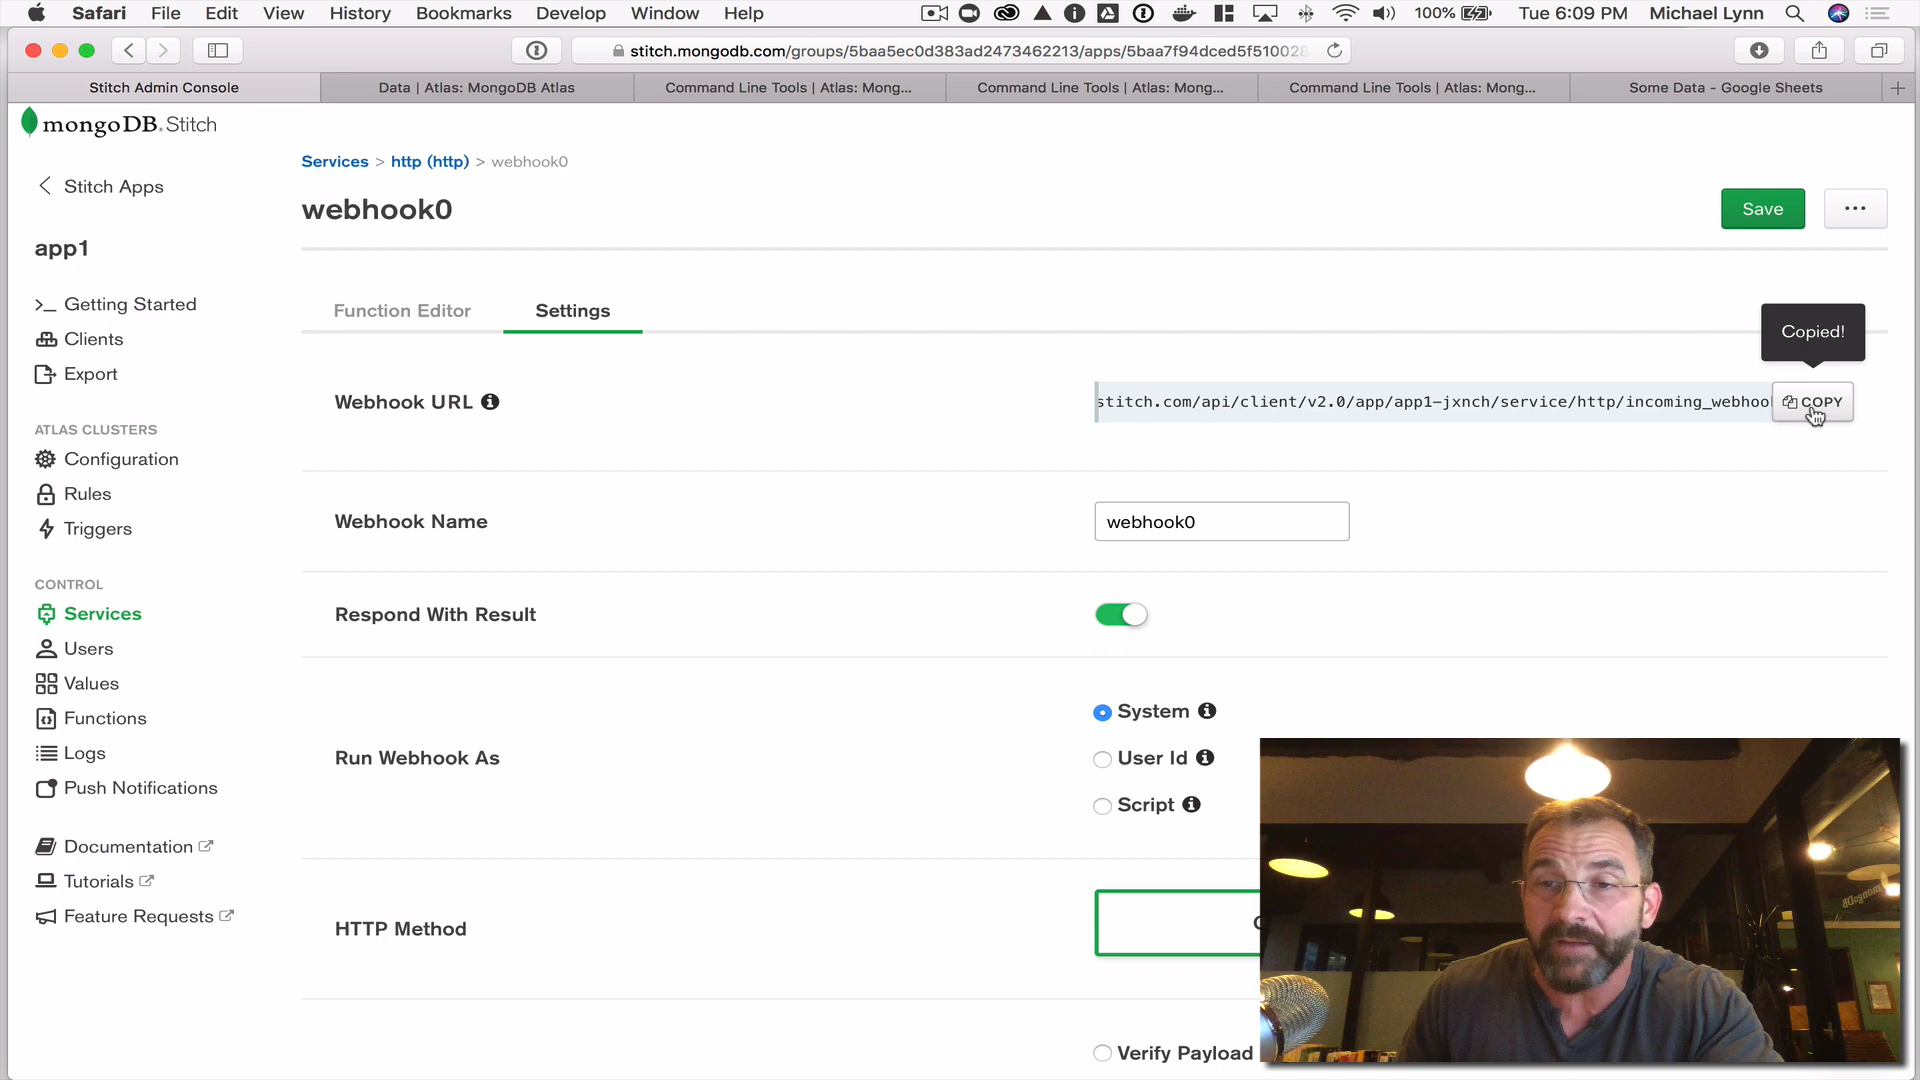 Safari File Edit View History Bookmarks Develop Window Help 100% Tue 6:09 PM Michael Lynn
stitch.mongodb.com/groups/5baa5ec0d383ad2473462213/apps/5baa7f94dced5f510028
Stitch Admin Console Data | Atlas: MongoDB Atlas Command Line Tools | Atlas: Mong... Command Line Tools | Atlas: Mong... Command Line Tools | Atlas: Mong... Some Data - Google Sheets
mongoDB. Stitch
Services > http (http) > webhook0
Stitch Apps
webhook0
Save ...
app1
Getting Started
Clients
Export
ATLAS CLUSTERS
Configuration
Rules
Triggers
CONTROL
Services
Users
Values
Functions
Logs
Push Notifications
Documentation
Tutorials
Feature Requests
Function Editor Settings
Copied!
Webhook URL stitch.com/api/client/v2.0/app/app1-jxnch/service/http/incoming_webhook COPY
Webhook Name webhook0
Respond With Result
Run Webhook As
System
User Id
Script
HTTP Method
Verify Payload
mongoDB